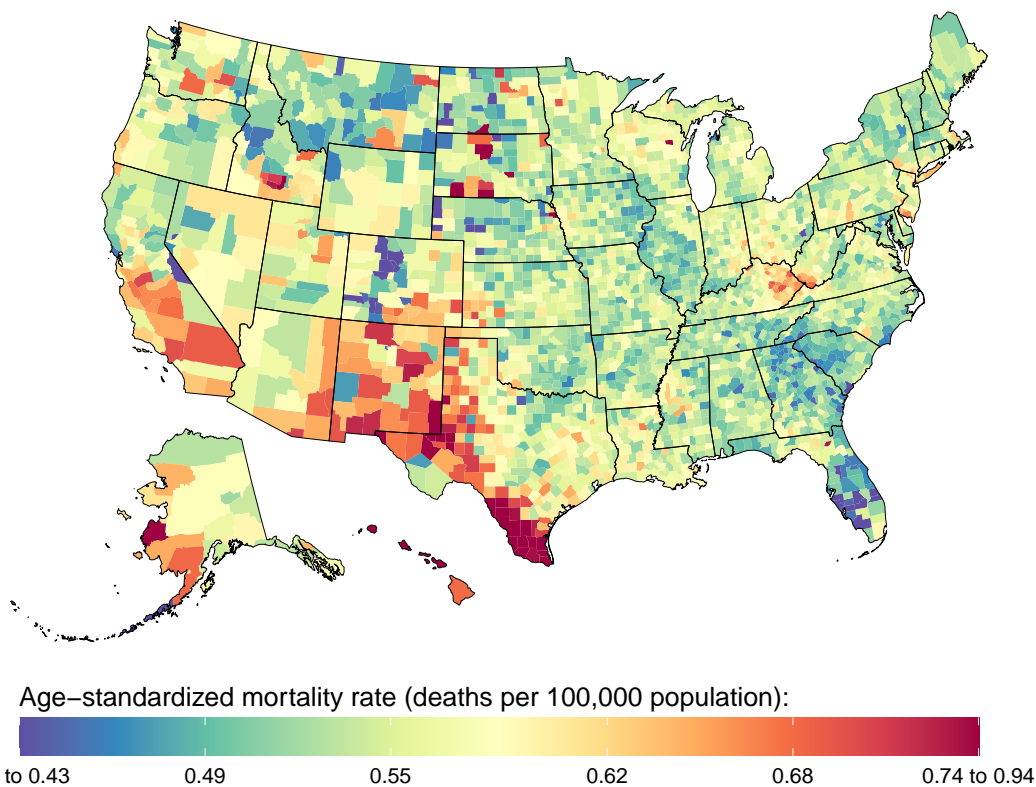 Age−standardized mortality rate (deaths per 100,000 population):
to 0.43 0.49 0.55 0.62 0.68 0.74 to 0.94